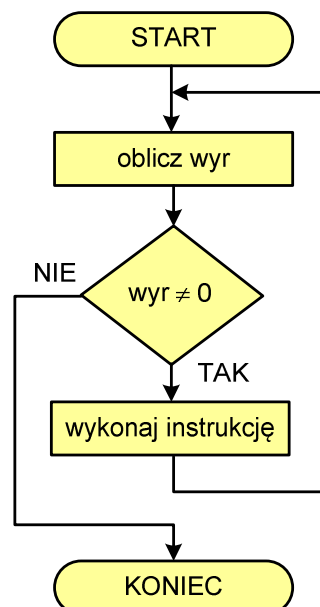 START
oblicz wyr
NIE
wyr ≠ 0
TAK
wykonaj instrukcję
KONIEC